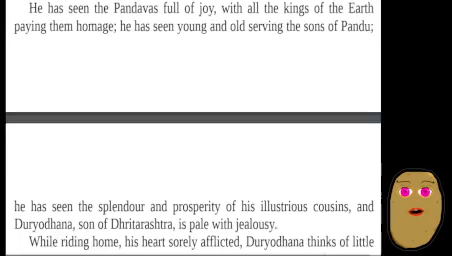 He has seen the Pandavas full of joy, with all the kings of the Earth
paying them homage; he has seen young and old serving the sons of Pandu;
he has seen the splendour and prosperity of his illustrious cousins, and
Duryodhana, son of Dhritarashtra, is pale with jealousy.
While riding home, his heart sorely afflicted, Duryodhana thinks of little